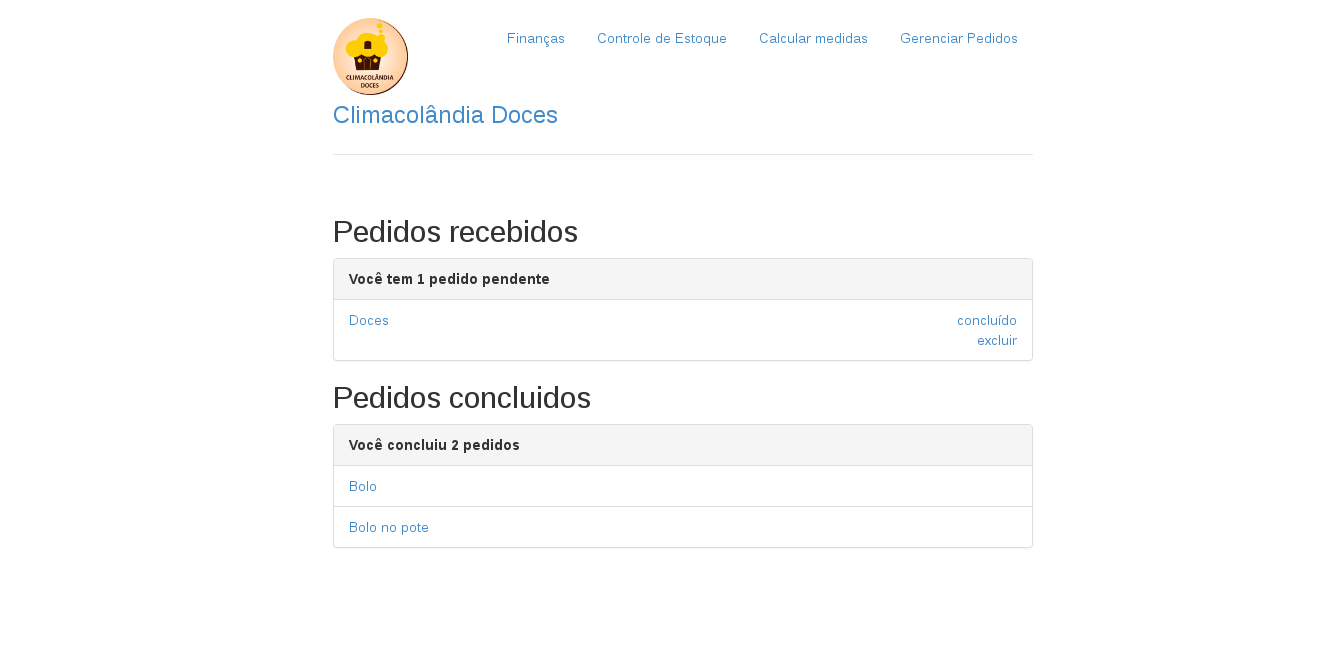 CLIMACOLÂNDIA
DOCES
Finanças Controle de Estoque Calcular medidas Gerenciar Pedidos
Climacolândia Doces
Pedidos recebidos
Você tem 1 pedido pendente
Doces concluído
excluir
Pedidos concluidos
Você concluiu 2 pedidos
Bolo
Bolo no pote